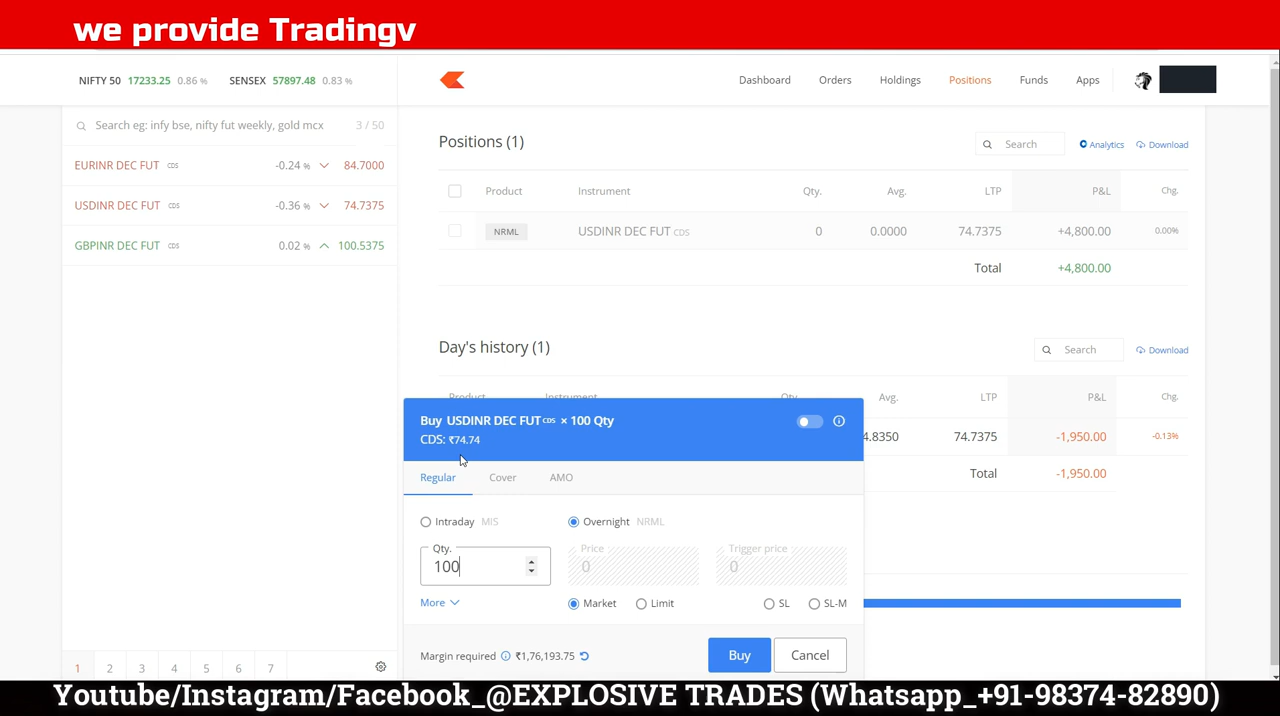 we provide Tradingv
NIFTY 50 17233.25 0.86 % SENSEX 57897.48 0.83 %
Dashboard Orders Holdings Positions Funds Apps
Search eg: infy bse, nifty fut weekly, gold mcx 3 / 50
EURINR DEC FUT CDS -0.24 % 84.7000
USDINR DEC FUT CDS -0.36 % 74.7375
GBPINR DEC FUT CDS 0.02 % 100.5375
1 2 3 4 5 6 7
Positions (1) Search Analytics Download
Product Instrument Qty. Avg. LTP P&L Chg.
NRML USDINR DEC FUT CDS 0 0.0000 74.7375 +4,800.00 0.00%
Total +4,800.00
Day's history (1) Search Download
Product Instrument Qty. Avg. LTP P&L Chg.
4.8350 74.7375 -1,950.00 -0.13%
Total -1,950.00
Buy USDINR DEC FUT CDS × 100 Qty
CDS: ₹74.74
Regular Cover AMO
Intraday MIS Overnight NRML
Qty. Price Trigger price
100 0 0
More Market Limit SL SL-M
Margin required ₹1,76,193.75 Buy Cancel
Youtube/Instagram/Facebook_@EXPLOSIVE TRADES (Whatsapp_+91-98374-82890)